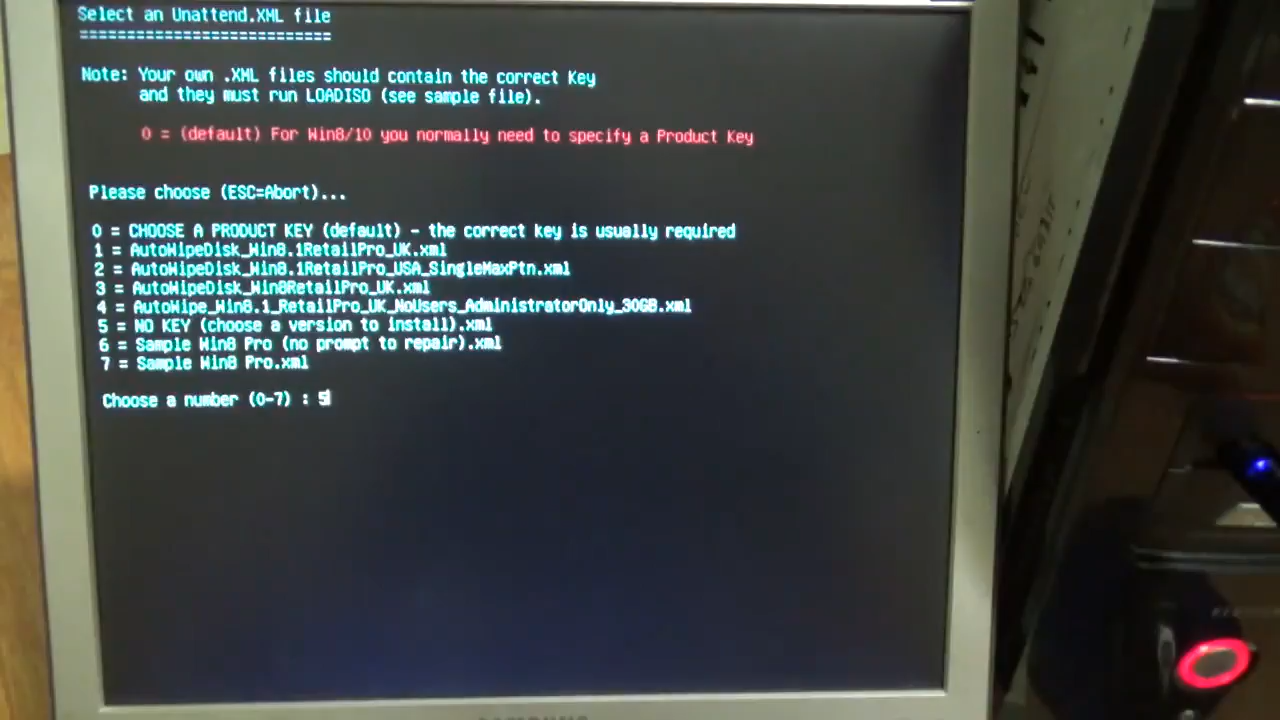 Select an Unattend.XML file
==========================
Note: Your own .XML files should contain the correct Key
and they must run LOADISO (see sample file).
0 = (default) For Win8/10 you normally need to specify a Product Key
Please choose (ESC=Abort)...
0 = CHOOSE A PRODUCT KEY (default) - the correct key is usually required
1 = AutoWipeDisk_Win8.1RetailPro_UK.xml
2 = AutoWipeDisk_Win8.1RetailPro_USA_SingleMaxPtn.xml
3 = AutoWipeDisk_Win8RetailPro_UK.xml
4 = AutoWipe_Win8.1_RetailPro_UK_NoUsers_AdministratorOnly_30GB.xml
5 = NO KEY (choose a version to install).xml
6 = Sample Win8 Pro (no prompt to repair).xml
7 = Sample Win8 Pro.xml
Choose a number (0-7) : 5